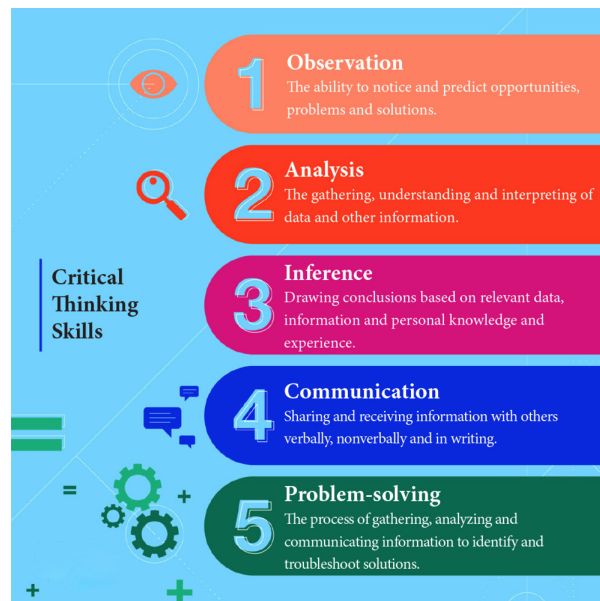 Critical
Thinking
Skills
1
Observation
The ability to notice and predict opportunities,
problems and solutions.
2
Analysis
The gathering, understanding and interpreting of
data and other information.
3
Inference
Drawing conclusions based on relevant data,
information and personal knowledge and
experience.
4
Communication
Sharing and receiving information with others
verbally, nonverbally and in writing.
5
Problem-solving
The process of gathering, analyzing and
communicating information to identify and
troubleshoot solutions.